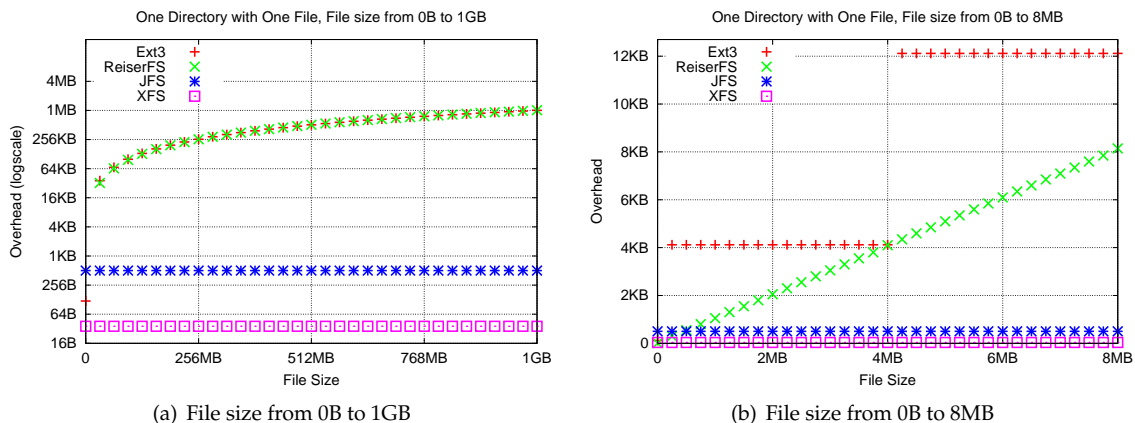 One Directory with One File, File size from 0B to 1GB
Ext3
ReiserFS
JFS
XFS
4MB
1MB
256KB
64KB
16KB
4KB
1KB
256B
64B
16B
Overhead (logscale)
0
256MB
512MB
768MB
1GB
File Size
(a) File size from 0B to 1GB
One Directory with One File, File size from 0B to 8MB
Ext3
ReiserFS
JFS
XFS
12KB
10KB
8KB
6KB
4KB
2KB
0
Overhead
0
2MB
4MB
6MB
8MB
File Size
(b) File size from 0B to 8MB